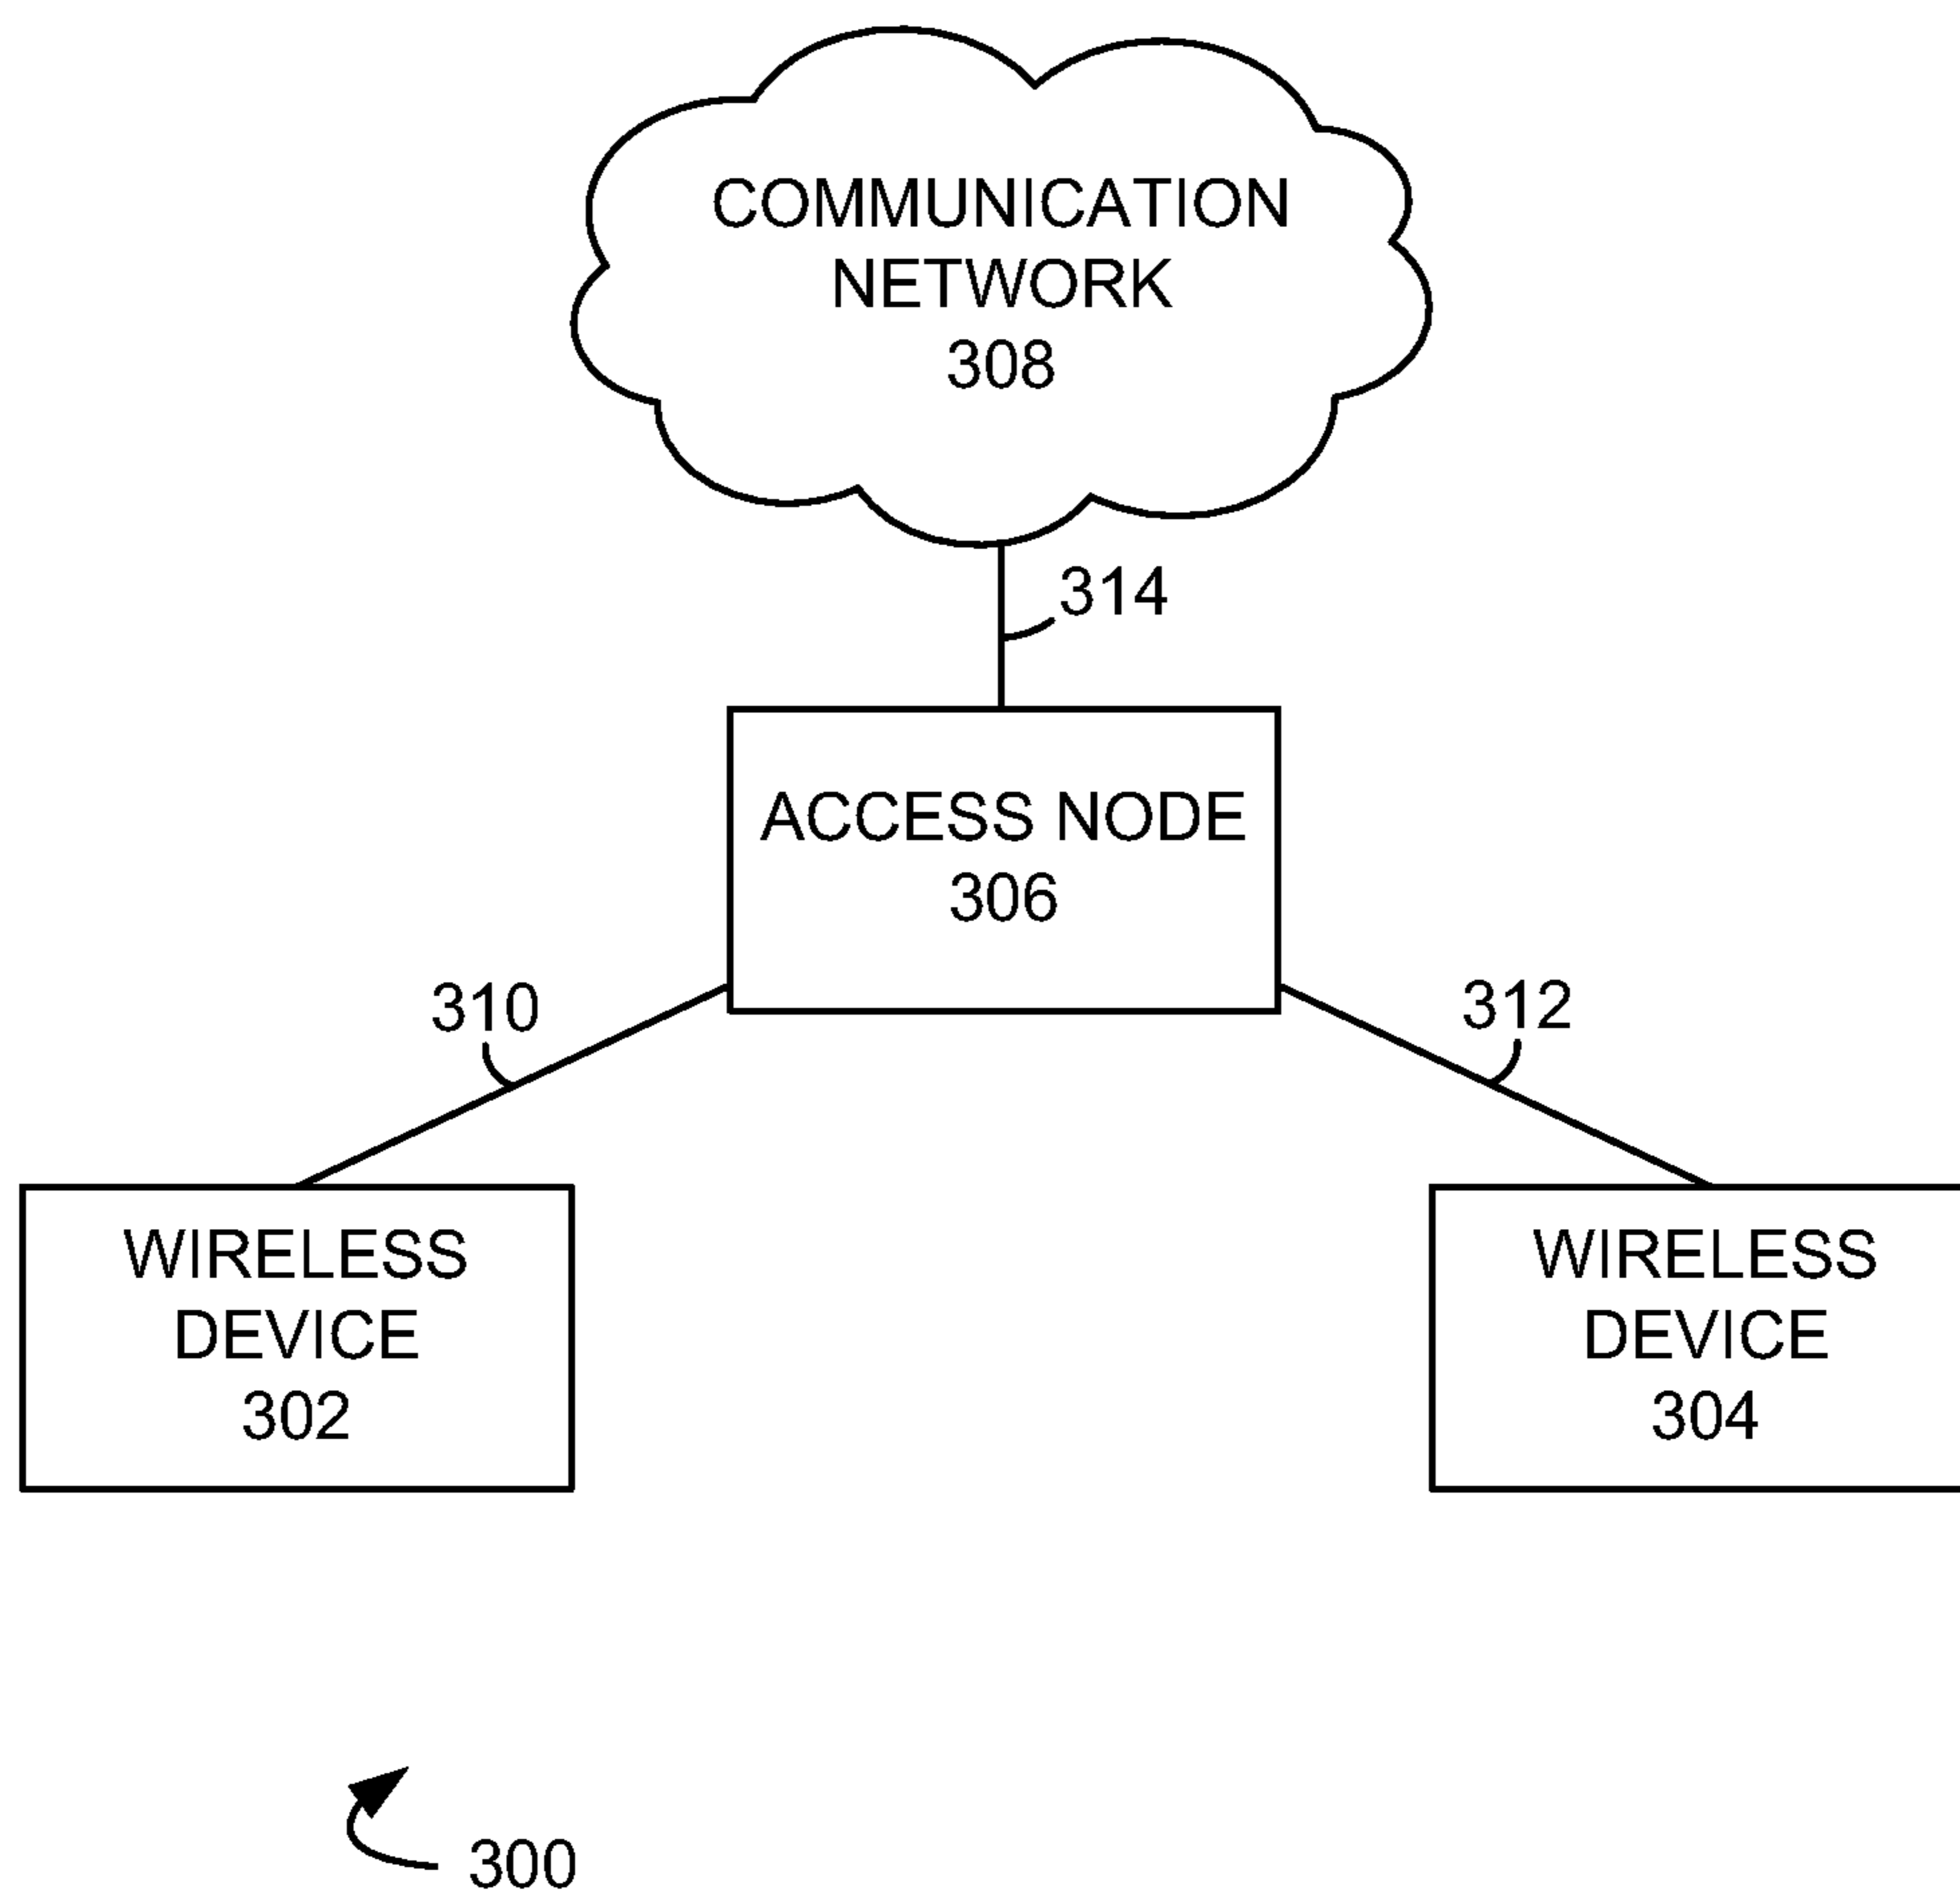 COMMUNICATION
NETWORK
308
314
ACCESS NODE
306
310
312
WIRELESS
DEVICE
302
WIRELESS
DEVICE
304
300